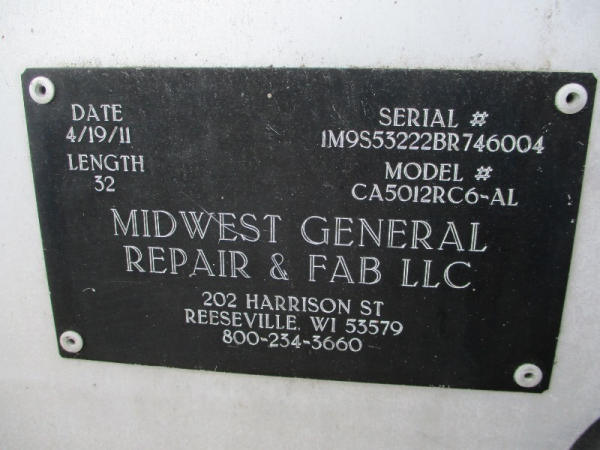 DATE
4/19/11
LENGTH
32
SERIAL #
1M9S53222BR746004
MODEL #
CA5012RC6-AL
MIDWEST GENERAL
REPAIR & FAB LLC
202 HARRISON ST
REESEVILLE, WI 53579
800-234-3660